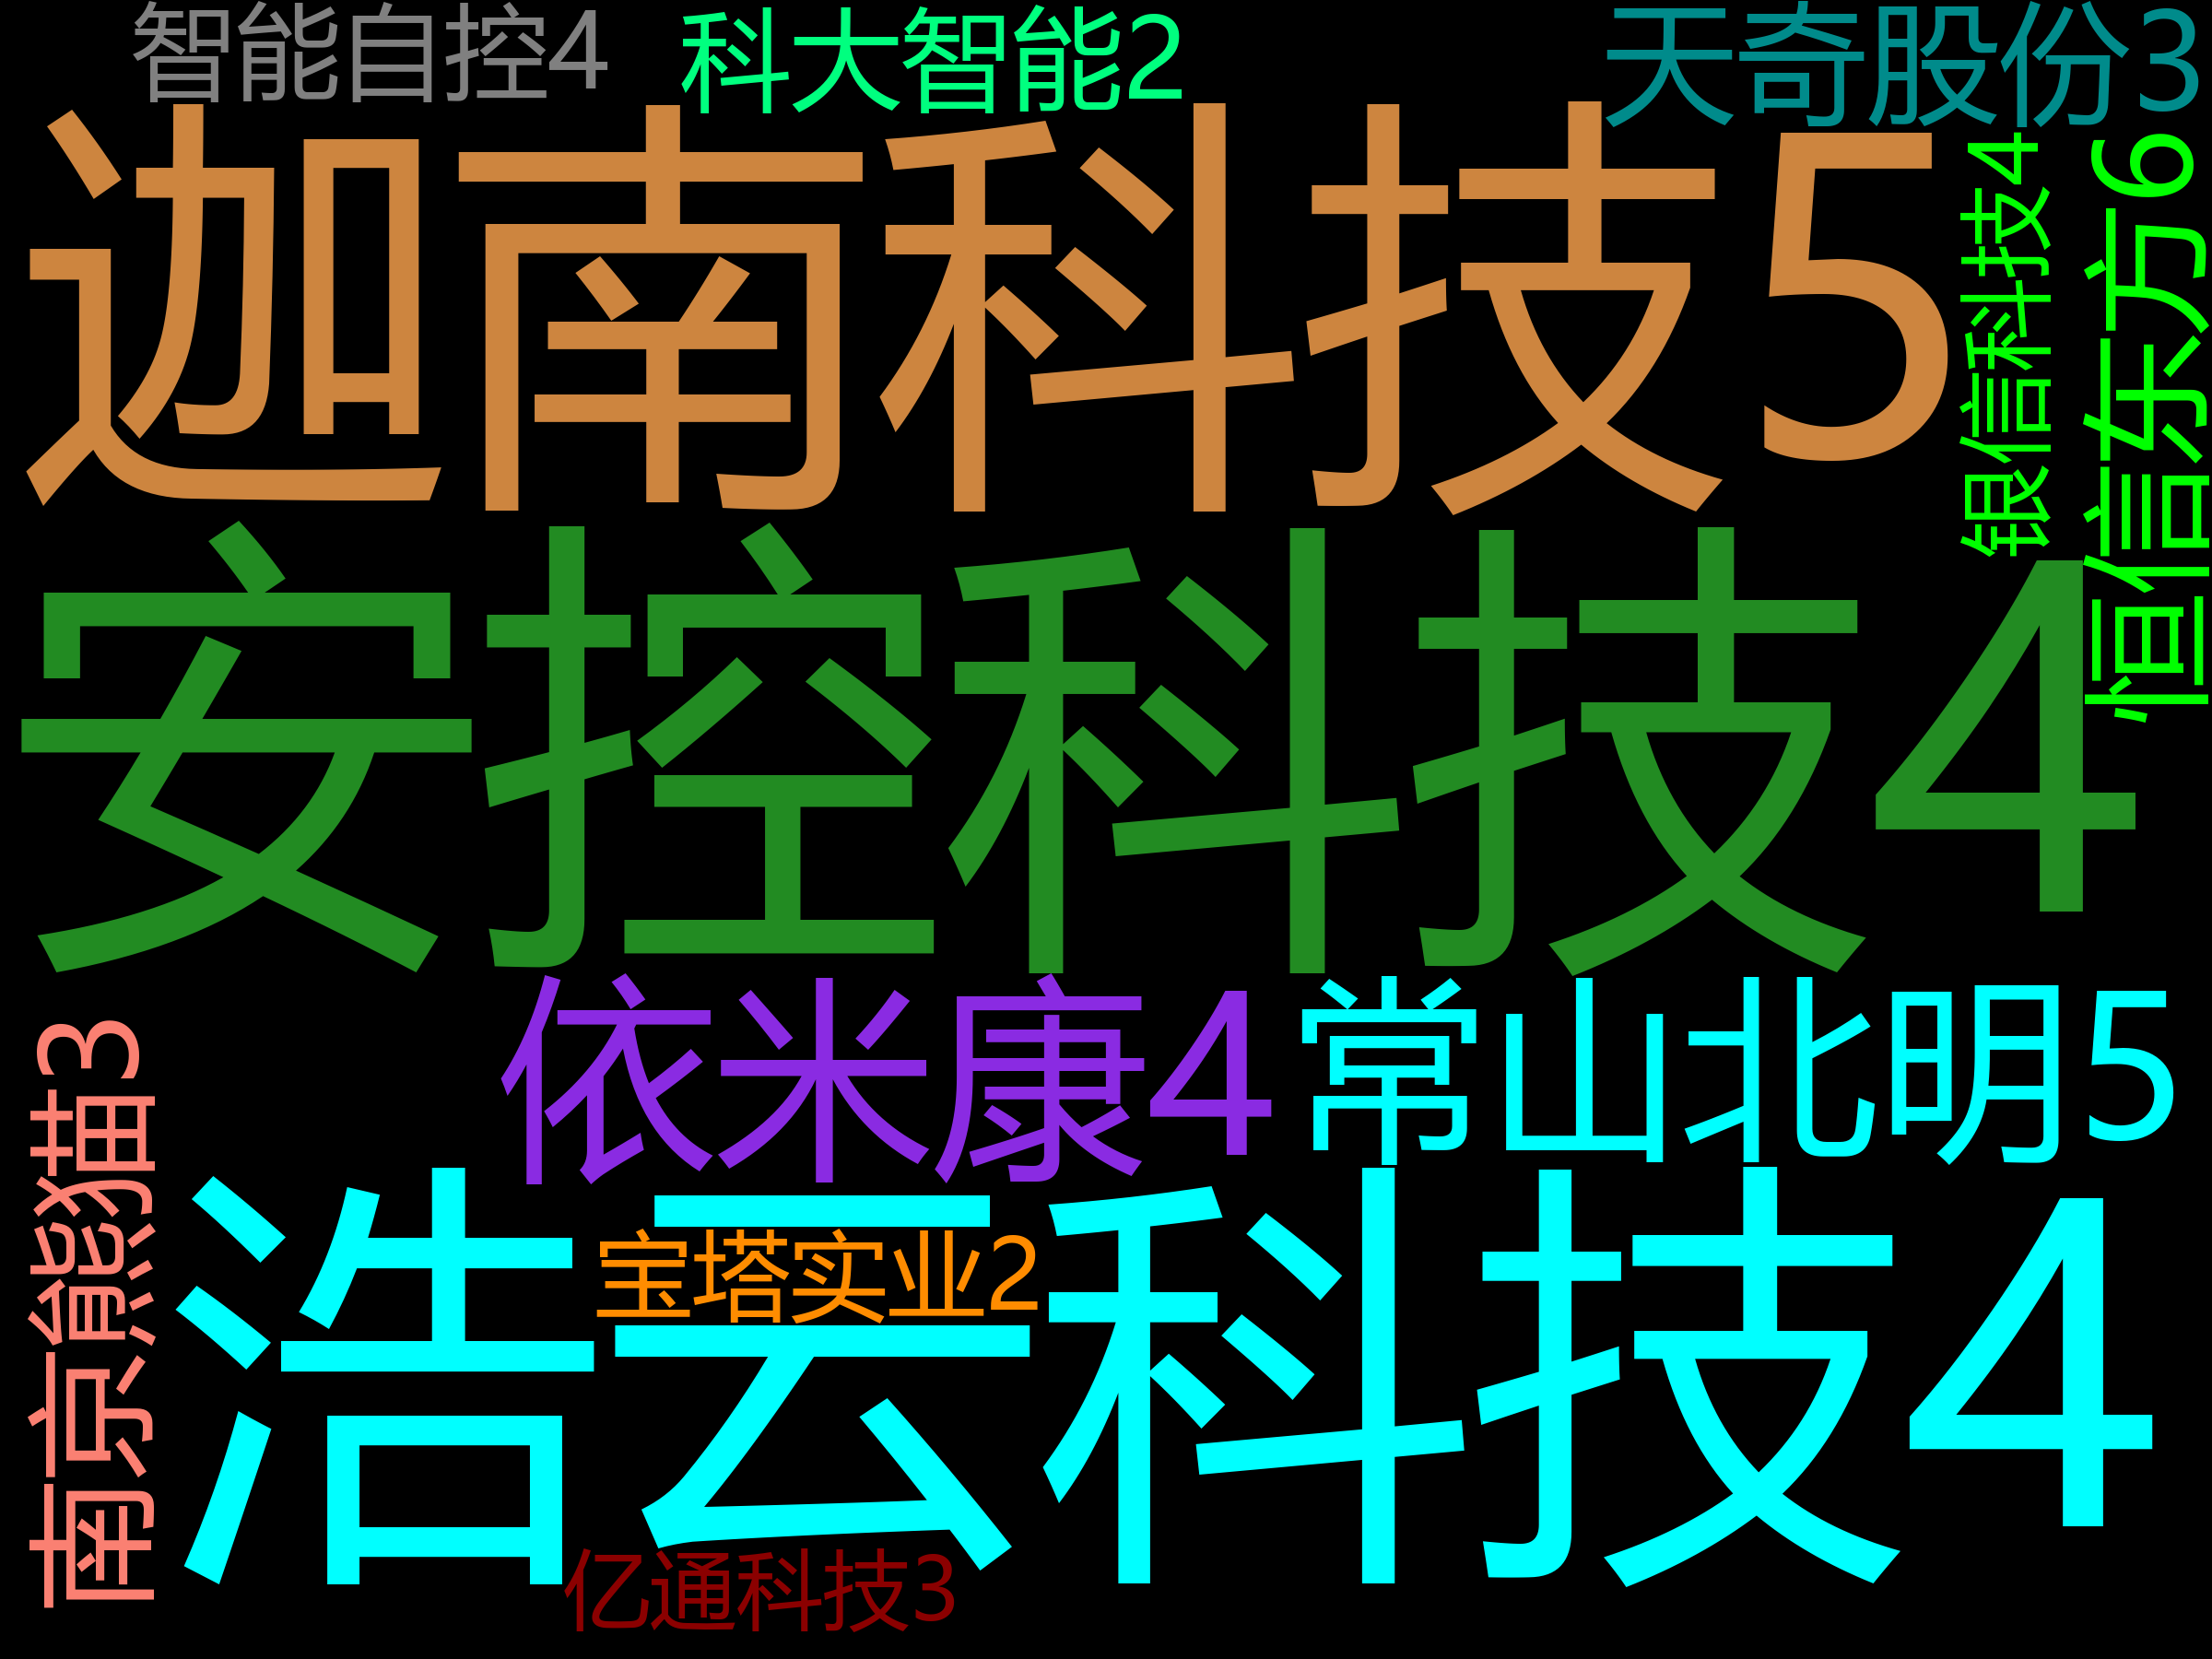 智能自控4
科大智能2
天奇股份3
迦南科技5
银信科技4
恒信东方6
安控科技4
南京熊猫3
依米康4
常山北明5
浩云科技4
宝塔实业2
亿通科技3